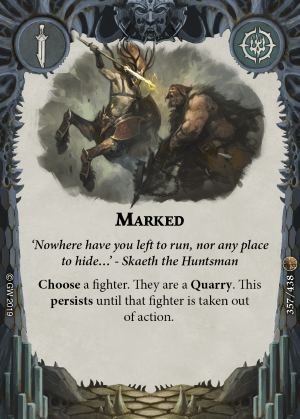 MARKED
‘Nowhere have you left to run, nor any place
to hide…’ - Skaeth the Huntsman
Choose a fighter. They are a Quarry. This
persists until that fighter is taken out
of action.
© GW 2019
357/438